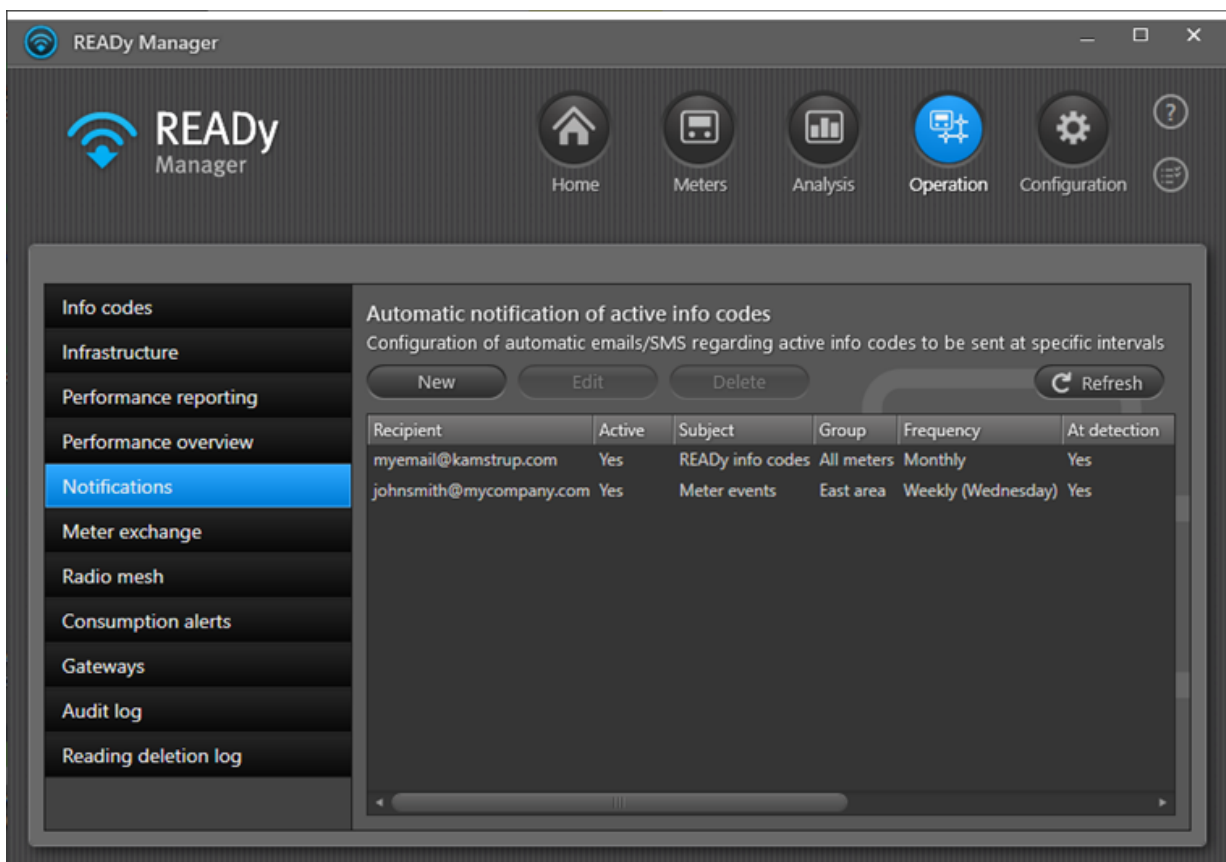 READy Manager
READy
Manager
Home Meters Analysis Operation Configuration
?
Info codes
Infrastructure
Performance reporting
Performance overview
Notifications
Meter exchange
Radio mesh
Consumption alerts
Gateways
Audit log
Reading deletion log
Automatic notification of active info codes
Configuration of automatic emails/SMS regarding active info codes to be sent at specific intervals
New Edit Delete Refresh
Recipient Active Subject Group Frequency At detection
myemail@kamstrup.com Yes READy info codes All meters Monthly Yes
johnsmith@mycompany.com Yes Meter events East area Weekly (Wednesday) Yes